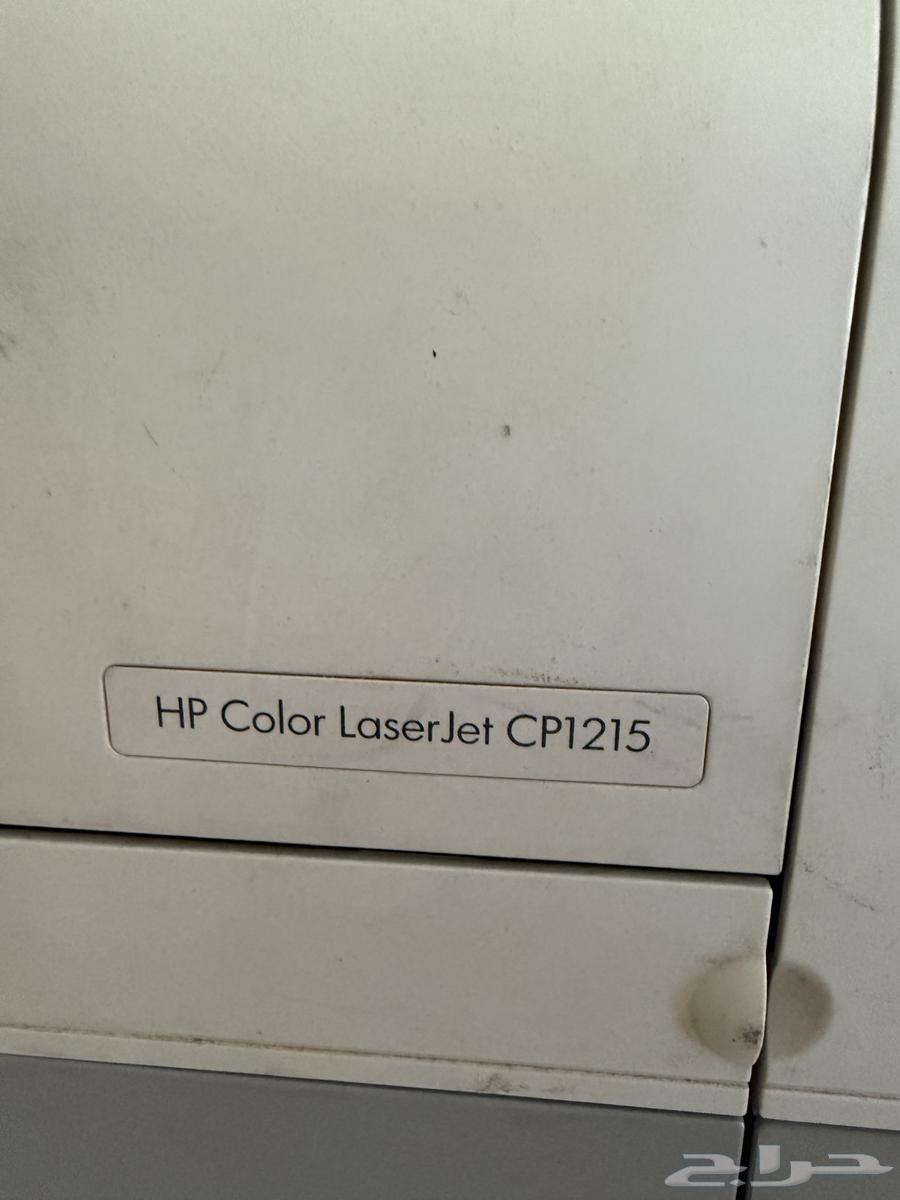 HP Color LaserJet CP1215
حراج